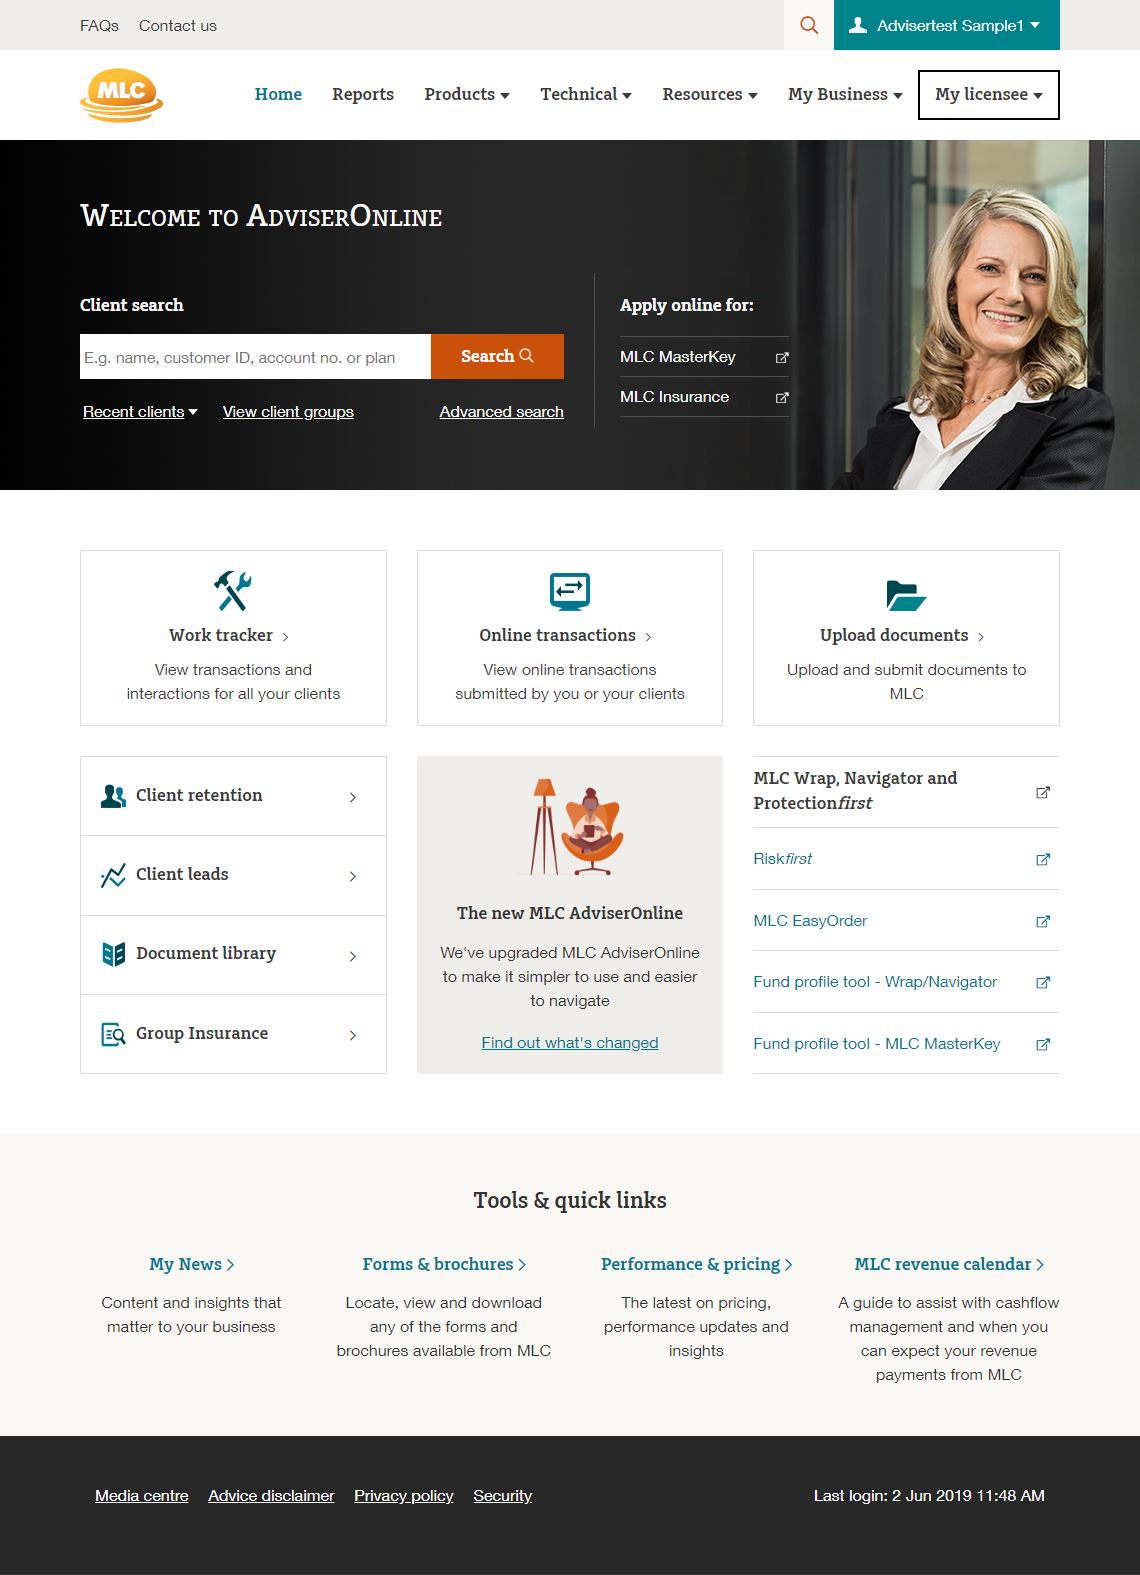 FAQs
Contact us
Advisertest Sample1
MLC
Home
Reports
Products
Technical
Resources
My Business
My licensee
WELCOME TO ADVISERONLINE
Client search
E.g. name, customer ID, account no. or plan
Search
Recent clients
View client groups
Advanced search
Apply online for:
MLC MasterKey
MLC Insurance
Work tracker
View transactions and
interactions for all your clients
Online transactions
View online transactions
submitted by you or your clients
Upload documents
Upload and submit documents to
MLC
Client retention
Client leads
Document library
Group Insurance
The new MLC AdviserOnline
We've upgraded MLC AdviserOnline
to make it simpler to use and easier
to navigate
Find out what's changed
MLC Wrap, Navigator and
Protectionfirst
Riskfirst
MLC EasyOrder
Fund profile tool - Wrap/Navigator
Fund profile tool - MLC MasterKey
Tools & quick links
My News
Content and insights that
matter to your business
Forms & brochures
Locate, view and download
any of the forms and
brochures available from MLC
Performance & pricing
The latest on pricing,
performance updates and
insights
MLC revenue calendar
A guide to assist with cashflow
management and when you
can expect your revenue
payments from MLC
Media centre
Advice disclaimer
Privacy policy
Security
Last login: 2 Jun 2019 11:48 AM